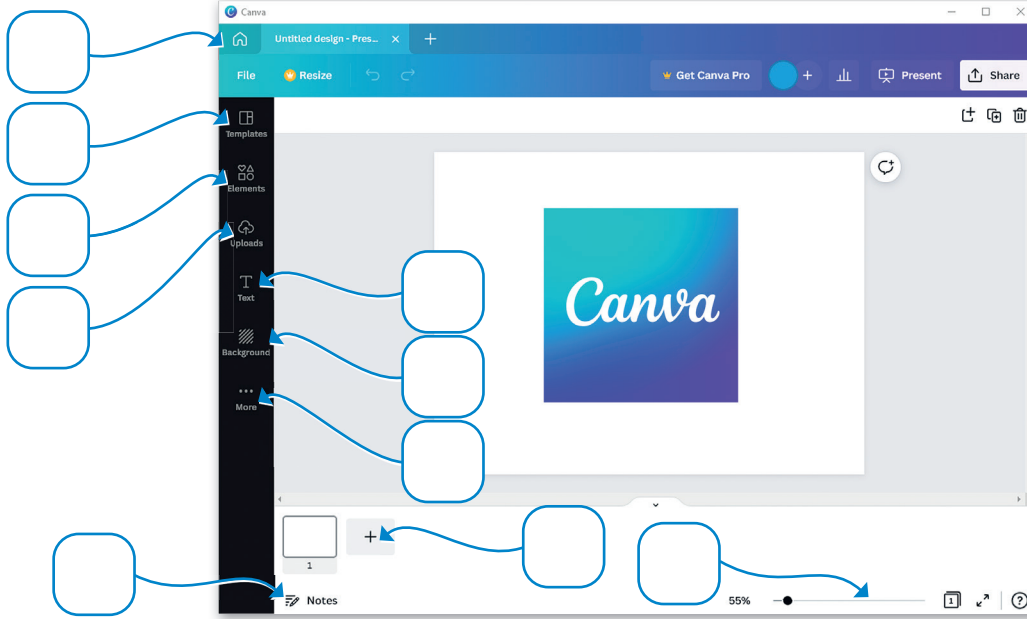 Canva
Untitled design - Pres... × +
File Resize Get Canva Pro + Present Share
Templates
Elements
Uploads
Text
Background
More
Canva
+
1
Notes 55% 1 ?